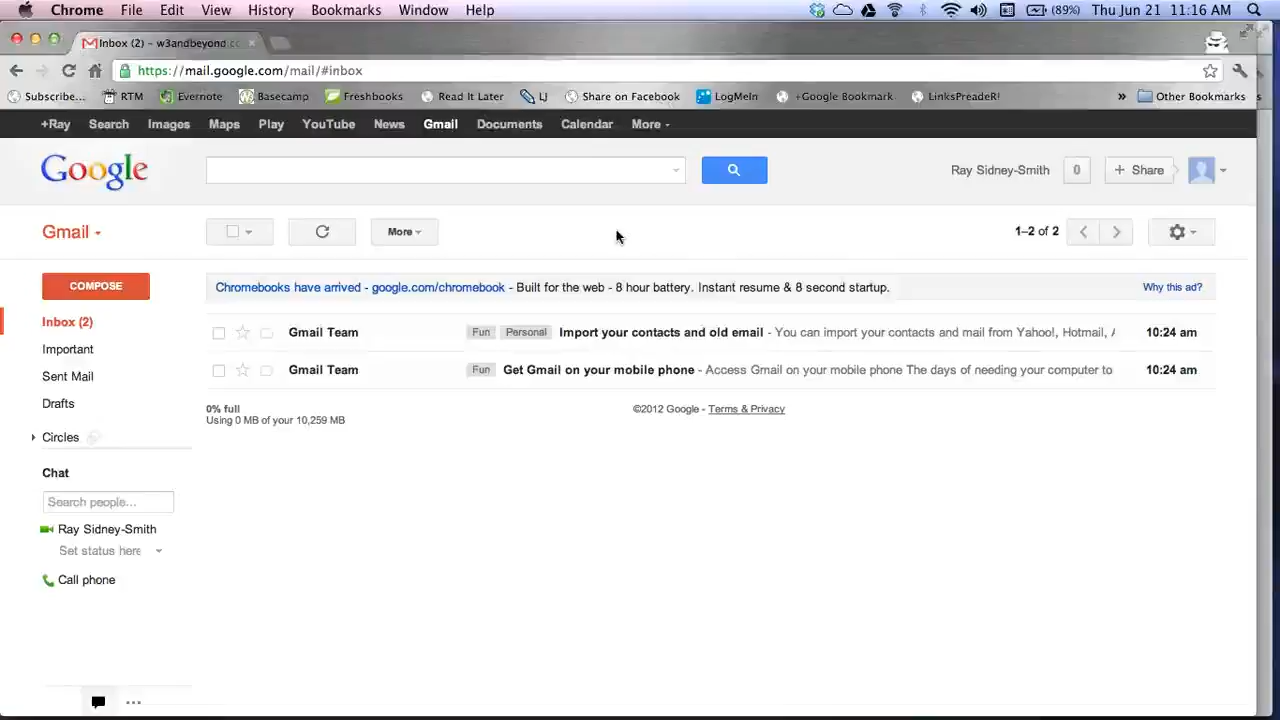 Chrome File Edit View History Bookmarks Window Help (89%) Thu Jun 21 11:16 AM
Inbox (2) – w3andbeyond.cc
https://mail.google.com/mail/#inbox
Subscribe... RTM Evernote Basecamp Freshbooks Read It Later LJ Share on Facebook LogMeIn +Google Bookmark LinksPreadeR! » Other Bookmarks
+Ray Search Images Maps Play YouTube News Gmail Documents Calendar More
Google Ray Sidney-Smith 0 + Share
Gmail More 1–2 of 2
COMPOSE
Chromebooks have arrived - google.com/chromebook - Built for the web - 8 hour battery. Instant resume & 8 second startup. Why this ad?
Inbox (2)
Gmail Team Fun Personal Import your contacts and old email - You can import your contacts and mail from Yahoo!, Hotmail, A 10:24 am
Important
Gmail Team Fun Get Gmail on your mobile phone - Access Gmail on your mobile phone The days of needing your computer to 10:24 am
Sent Mail
Drafts
0% full
Using 0 MB of your 10,259 MB
©2012 Google - Terms & Privacy
Circles
Chat
Search people...
Ray Sidney-Smith
Set status here
Call phone